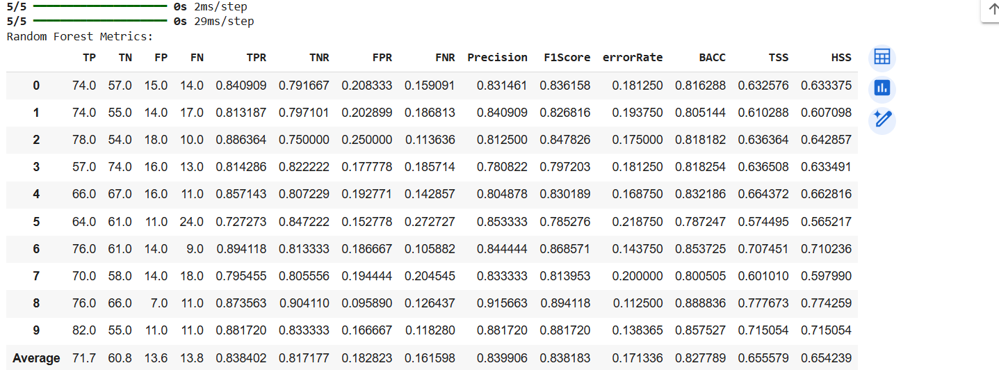 5/5 ━━━━━━━━━━━━━━━━━━━━ 0s 2ms/step
5/5 ━━━━━━━━━━━━━━━━━━━━ 0s 29ms/step
Random Forest Metrics:
TP TN FP FN TPR TNR FPR FNR Precision F1Score errorRate BACC TSS HSS
0 74.0 57.0 15.0 14.0 0.840909 0.791667 0.208333 0.159091 0.831461 0.836158 0.181250 0.816288 0.632576 0.633375
1 74.0 55.0 14.0 17.0 0.813187 0.797101 0.202899 0.186813 0.840909 0.826816 0.193750 0.805144 0.610288 0.607098
2 78.0 54.0 18.0 10.0 0.886364 0.750000 0.250000 0.113636 0.812500 0.847826 0.175000 0.818182 0.636364 0.642857
3 57.0 74.0 16.0 13.0 0.814286 0.822222 0.177778 0.185714 0.780822 0.797203 0.181250 0.818254 0.636508 0.633491
4 66.0 67.0 16.0 11.0 0.857143 0.807229 0.192771 0.142857 0.804878 0.830189 0.168750 0.832186 0.664372 0.662816
5 64.0 61.0 11.0 24.0 0.727273 0.847222 0.152778 0.272727 0.853333 0.785276 0.218750 0.787247 0.574495 0.565217
6 76.0 61.0 14.0 9.0 0.894118 0.813333 0.186667 0.105882 0.844444 0.868571 0.143750 0.853725 0.707451 0.710236
7 70.0 58.0 14.0 18.0 0.795455 0.805556 0.194444 0.204545 0.833333 0.813953 0.200000 0.800505 0.601010 0.597990
8 76.0 66.0 7.0 11.0 0.873563 0.904110 0.095890 0.126437 0.915663 0.894118 0.112500 0.888836 0.777673 0.774259
9 82.0 55.0 11.0 11.0 0.881720 0.833333 0.166667 0.118280 0.881720 0.881720 0.138365 0.857527 0.715054 0.715054
Average 71.7 60.8 13.6 13.8 0.838402 0.817177 0.182823 0.161598 0.839906 0.838183 0.171336 0.827789 0.655579 0.654239